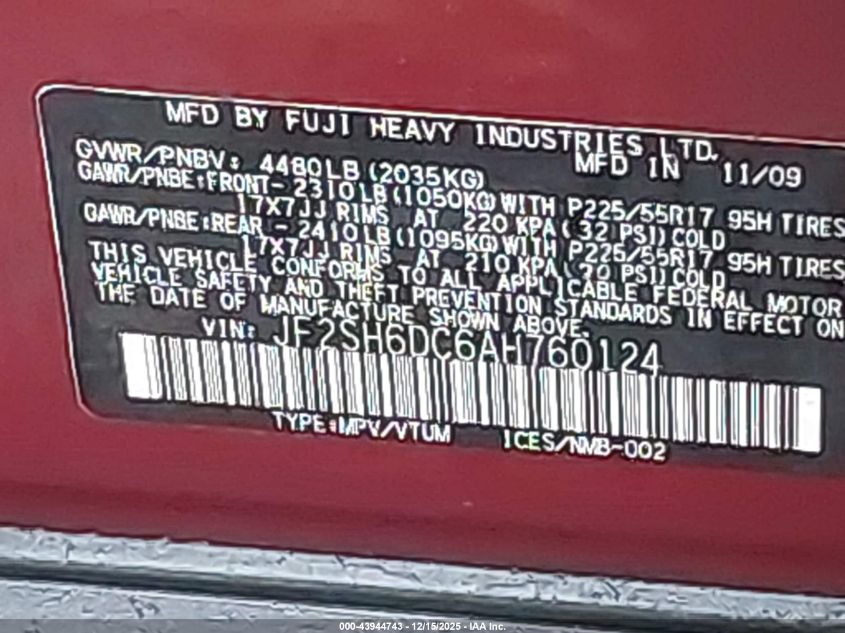 MFD BY FUJI HEAVY INDUSTRIES LTD.
MFD IN 11/09
GVWR/PNBV: 4480LB(2035KG)
GAWR/PNBE:FRONT- 2310LB(1050KG)WITH P225/55R17 95H TIRES
17X7JJ RIMS AT 220 KPA(32 PSI)COLD
GAWR/PNBE:REAR - 2410LB(1095KG)WITH P225/55R17 95H TIRES
17X7JJ RIMS AT 210 KPA(30 PSI)COLD
THIS VEHICLE CONFORMS TO ALL APPLICABLE FEDERAL MOTOR
VEHICLE SAFETY AND THEFT PREVENTION STANDARDS IN EFFECT ON
THE DATE OF MANUFACTURE SHOWN ABOVE.
VIN: JF2SH6DC6AH760124
TYPE:MPV/VTUM ICES/NMB-002
000-43944743 - 12/15/2025 - IAA Inc.